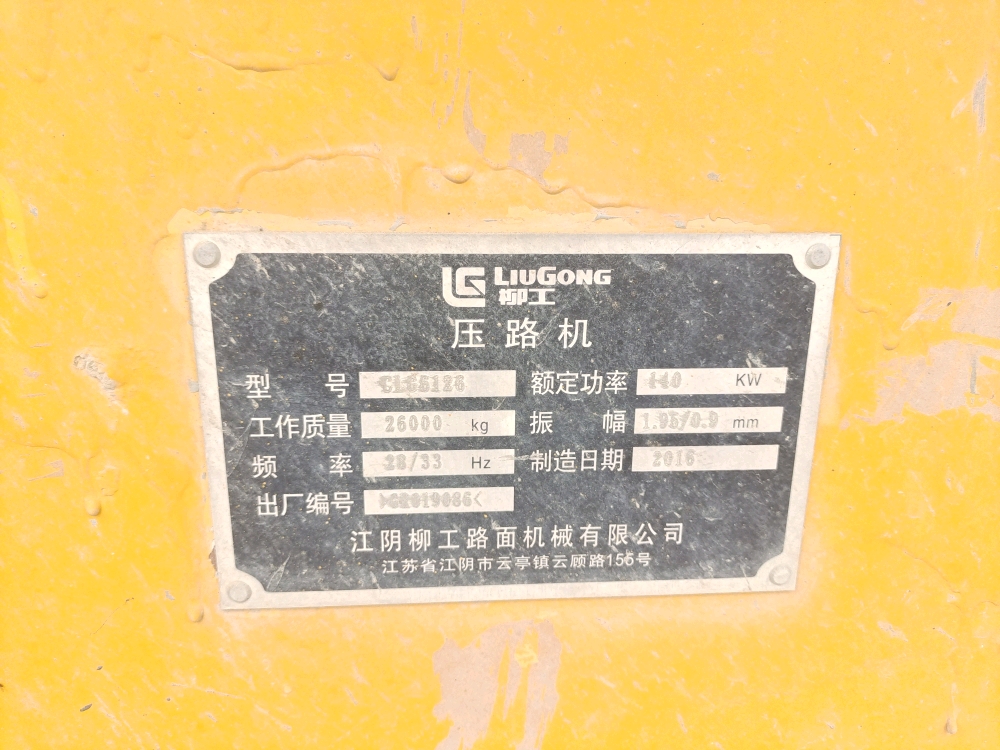 LG LIUGONG
柳工
压路机
型 号 CLG6126 额定功率 140 KW
工作质量 26000 kg 振 幅 1.95/0.9 mm
频 率 28/33 Hz 制造日期 2016
出厂编号 >GR019086<
江阴柳工路面机械有限公司
江苏省江阴市云亭镇云顾路155号